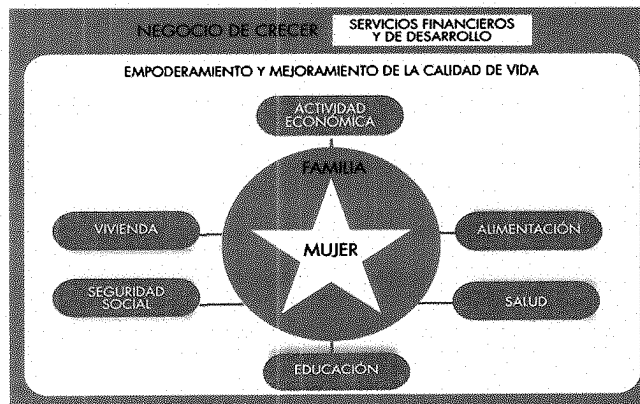 NEGOCIO DE CRECER
SERVICIOS FINANCIEROS
Y DE DESARROLLO
EMPODERAMIENTO Y MEJORAMIENTO DE LA CALIDAD DE VIDA
ACTIVIDAD
ECONÓMICA
FAMILIA
VIVIENDA
MUJER
ALIMENTACIÓN
SEGURIDAD
SOCIAL
SALUD
EDUCACIÓN